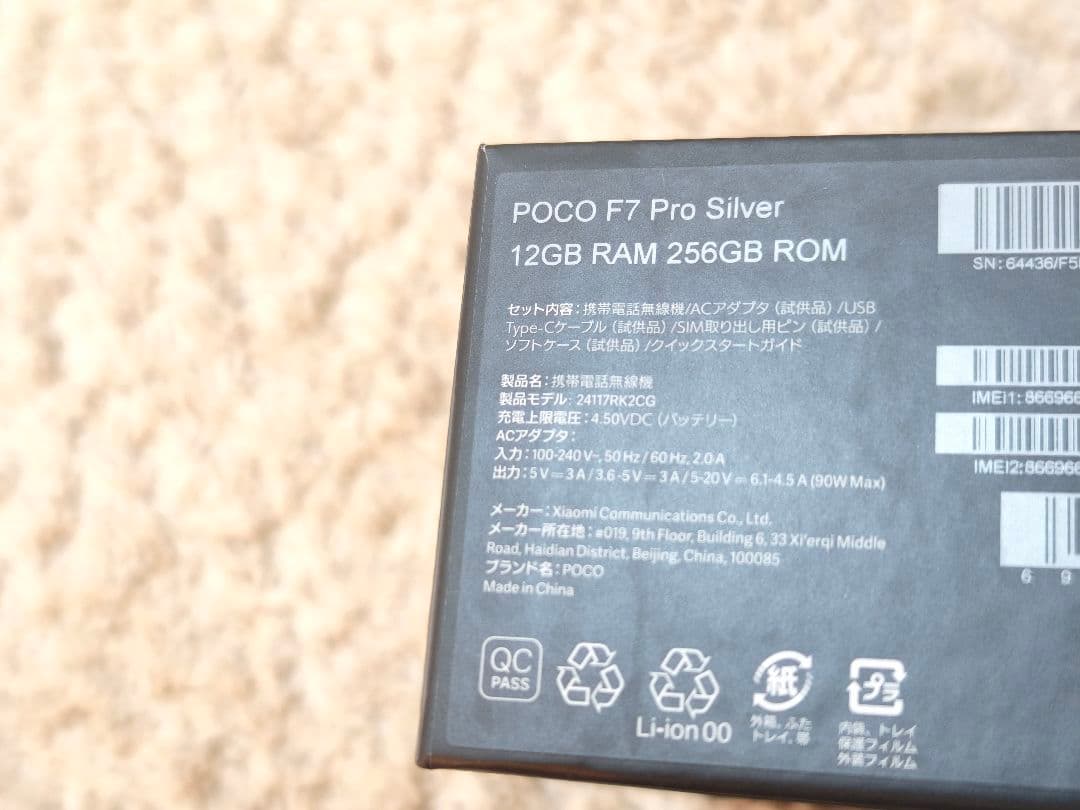 POCO F7 Pro Silver
12GB RAM 256GB ROM
セット内容：携帯電話無線機/ACアダプタ（試供品）/USB
Type-Cケーブル（試供品）/SIM取り出し用ピン（試供品）/
ソフトケース（試供品）/クイックスタートガイド
製品名：携帯電話無線機
製品モデル: 24117RK2CG
充電上限電圧：4.50VDC（バッテリー）
ACアダプタ：
入力：100-240 V~, 50 Hz / 60 Hz, 2.0 A
出力：5 V⎓3 A / 3.6-5 V⎓3 A / 5-20 V⎓6.1-4.5 A (90W Max)
メーカー：Xiaomi Communications Co., Ltd.
メーカー所在地：#019, 9th Floor, Building 6, 33 Xi'erqi Middle
Road, Haidian District, Beijing, China, 100085
ブランド名：POCO
Made in China
QC
PASS
Li-ion 00
紙
外箱、ふた
トレイ、等
プラ
内袋、トレイ
保護フィルム
外装フィルム
SN: 64436/F5
IMEI1: 866966
IMEI2: 866966
6 9